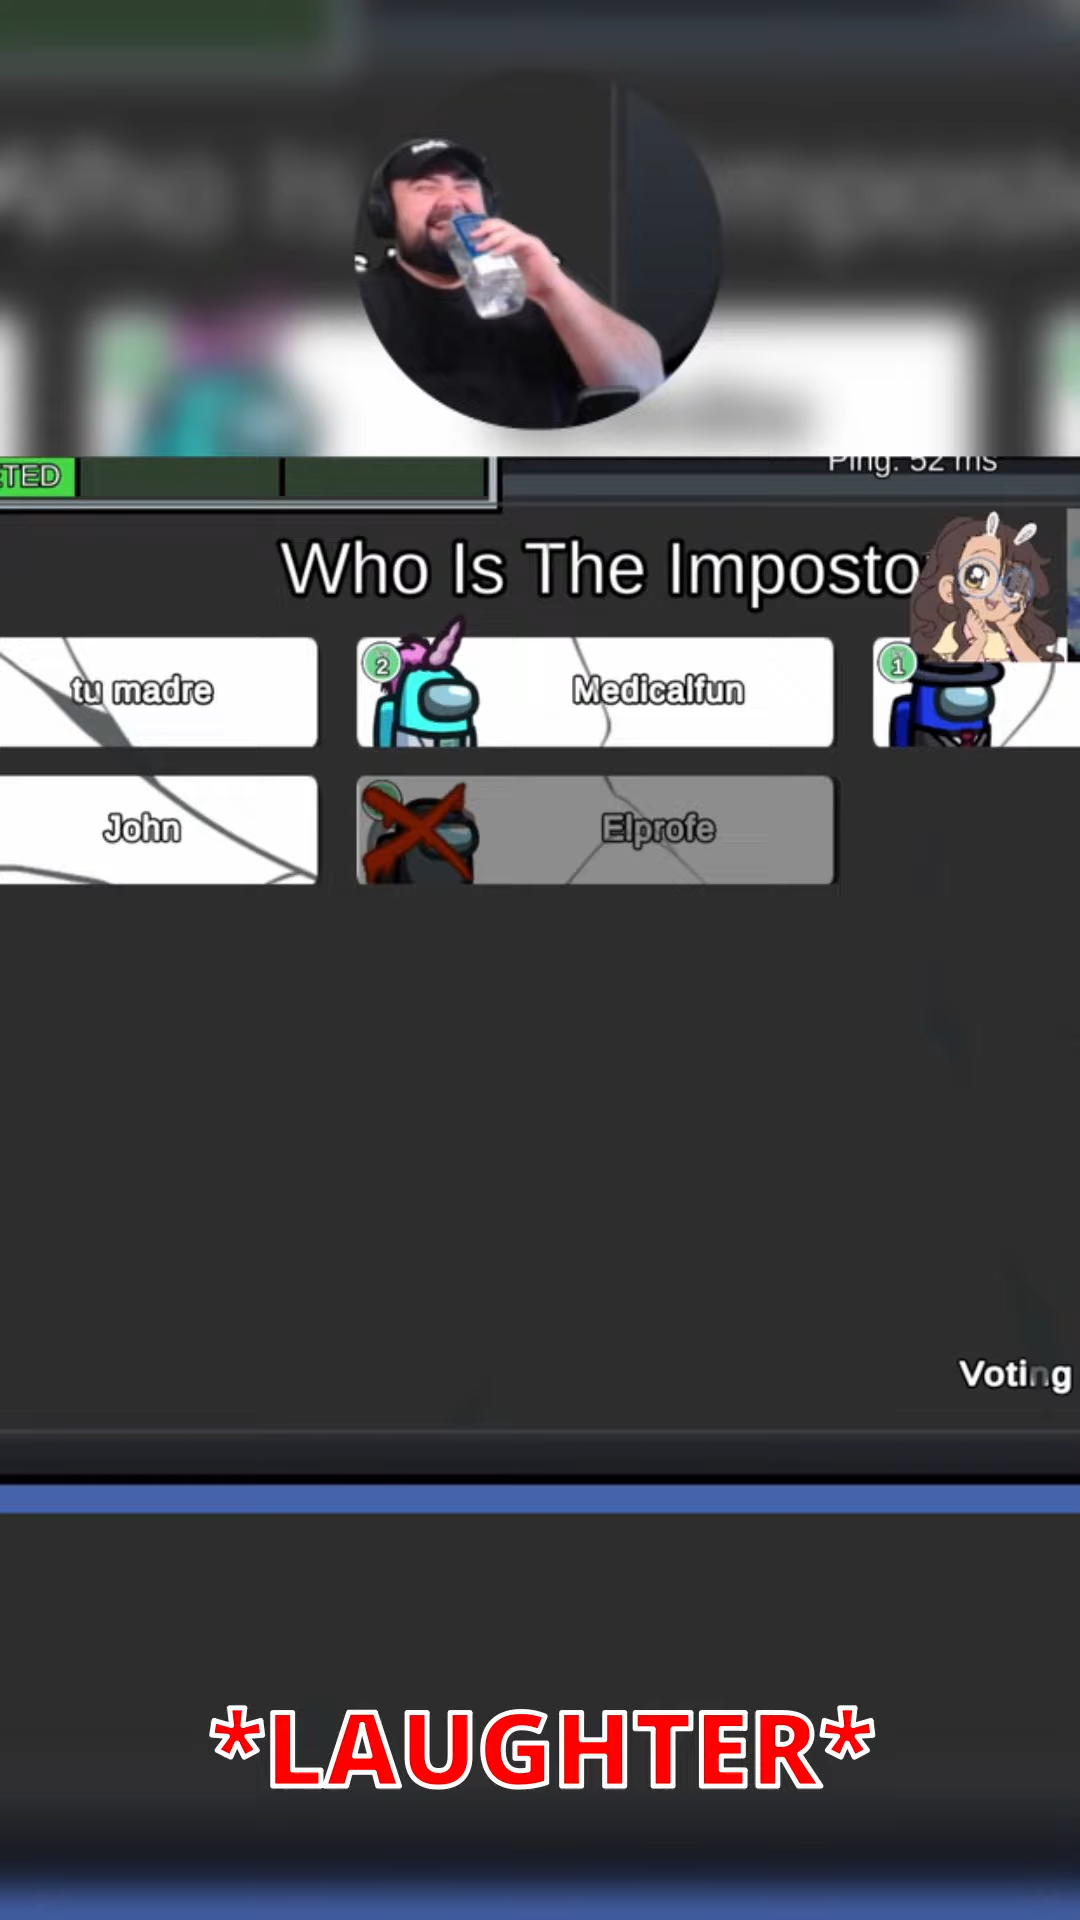 TED
Ping: 52 ms
Who Is The Imposto
tu madre
2
Medicalfun
1
John
Elprofe
Voting
*LAUGHTER*